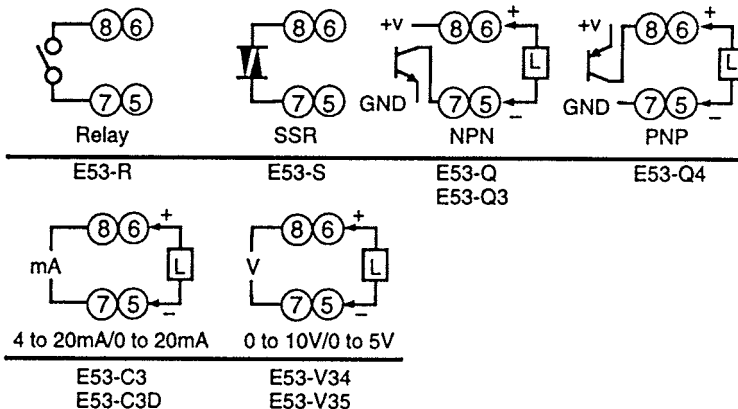 8 6
7 5
Relay
E53-R
8 6
7 5
SSR
E53-S
+v 8 6 +
L
GND 7 5 −
NPN
E53-Q
E53-Q3
+v 8 6 +
L
GND 7 5 −
PNP
E53-Q4
8 6 +
mA L
7 5 −
4 to 20mA/0 to 20mA
E53-C3
E53-C3D
8 6 +
V L
7 5 −
0 to 10V/0 to 5V
E53-V34
E53-V35